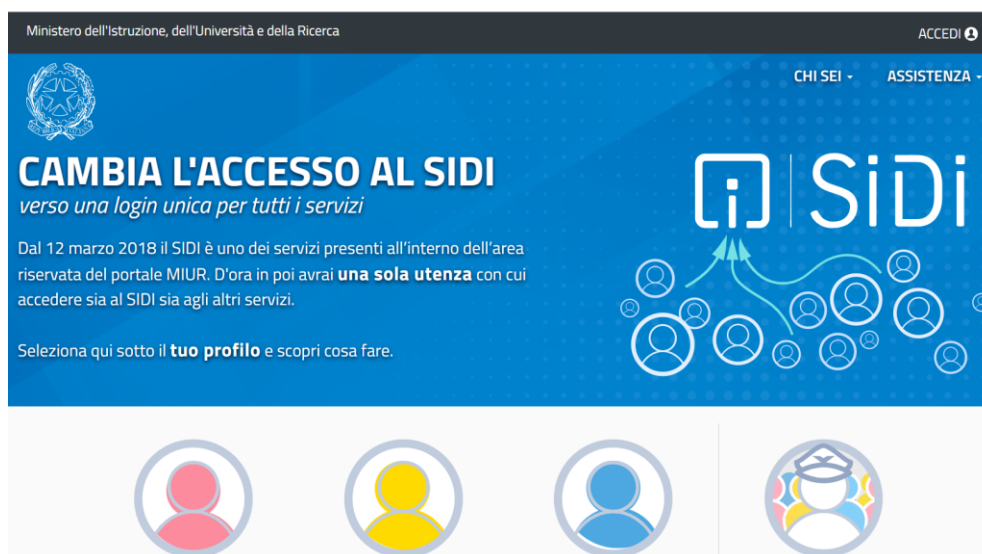 Ministero dell'Istruzione, dell'Università e della Ricerca
ACCEDI
CHI SEI
ASSISTENZA
CAMBIA L'ACCESSO AL SIDI
verso una login unica per tutti i servizi
SiDi
Dal 12 marzo 2018 il SIDI è uno dei servizi presenti all'interno dell'area
riservata del portale MIUR. D'ora in poi avrai una sola utenza con cui
accedere sia al SIDI sia agli altri servizi.
Seleziona qui sotto il tuo profilo e scopri cosa fare.